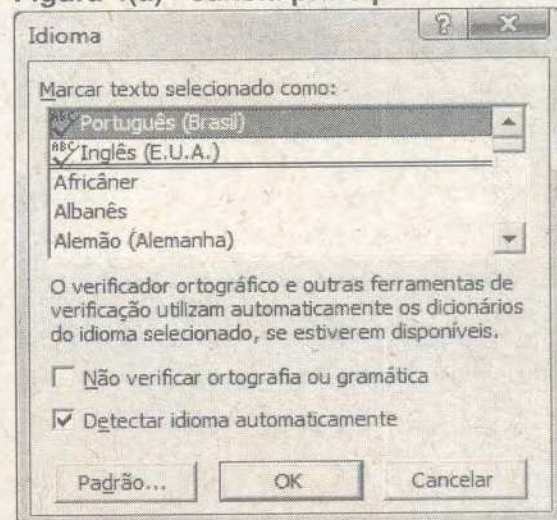 Idioma
Marcar texto selecionado como:
ABC Português (Brasil)
ABC Inglês (E.U.A.)
Africâner
Albanês
Alemão (Alemanha)
O verificador ortográfico e outras ferramentas de
verificação utilizam automaticamente os dicionários
do idioma selecionado, se estiverem disponíveis.
Não verificar ortografia ou gramática
Detectar idioma automaticamente
Padrão...
OK
Cancelar